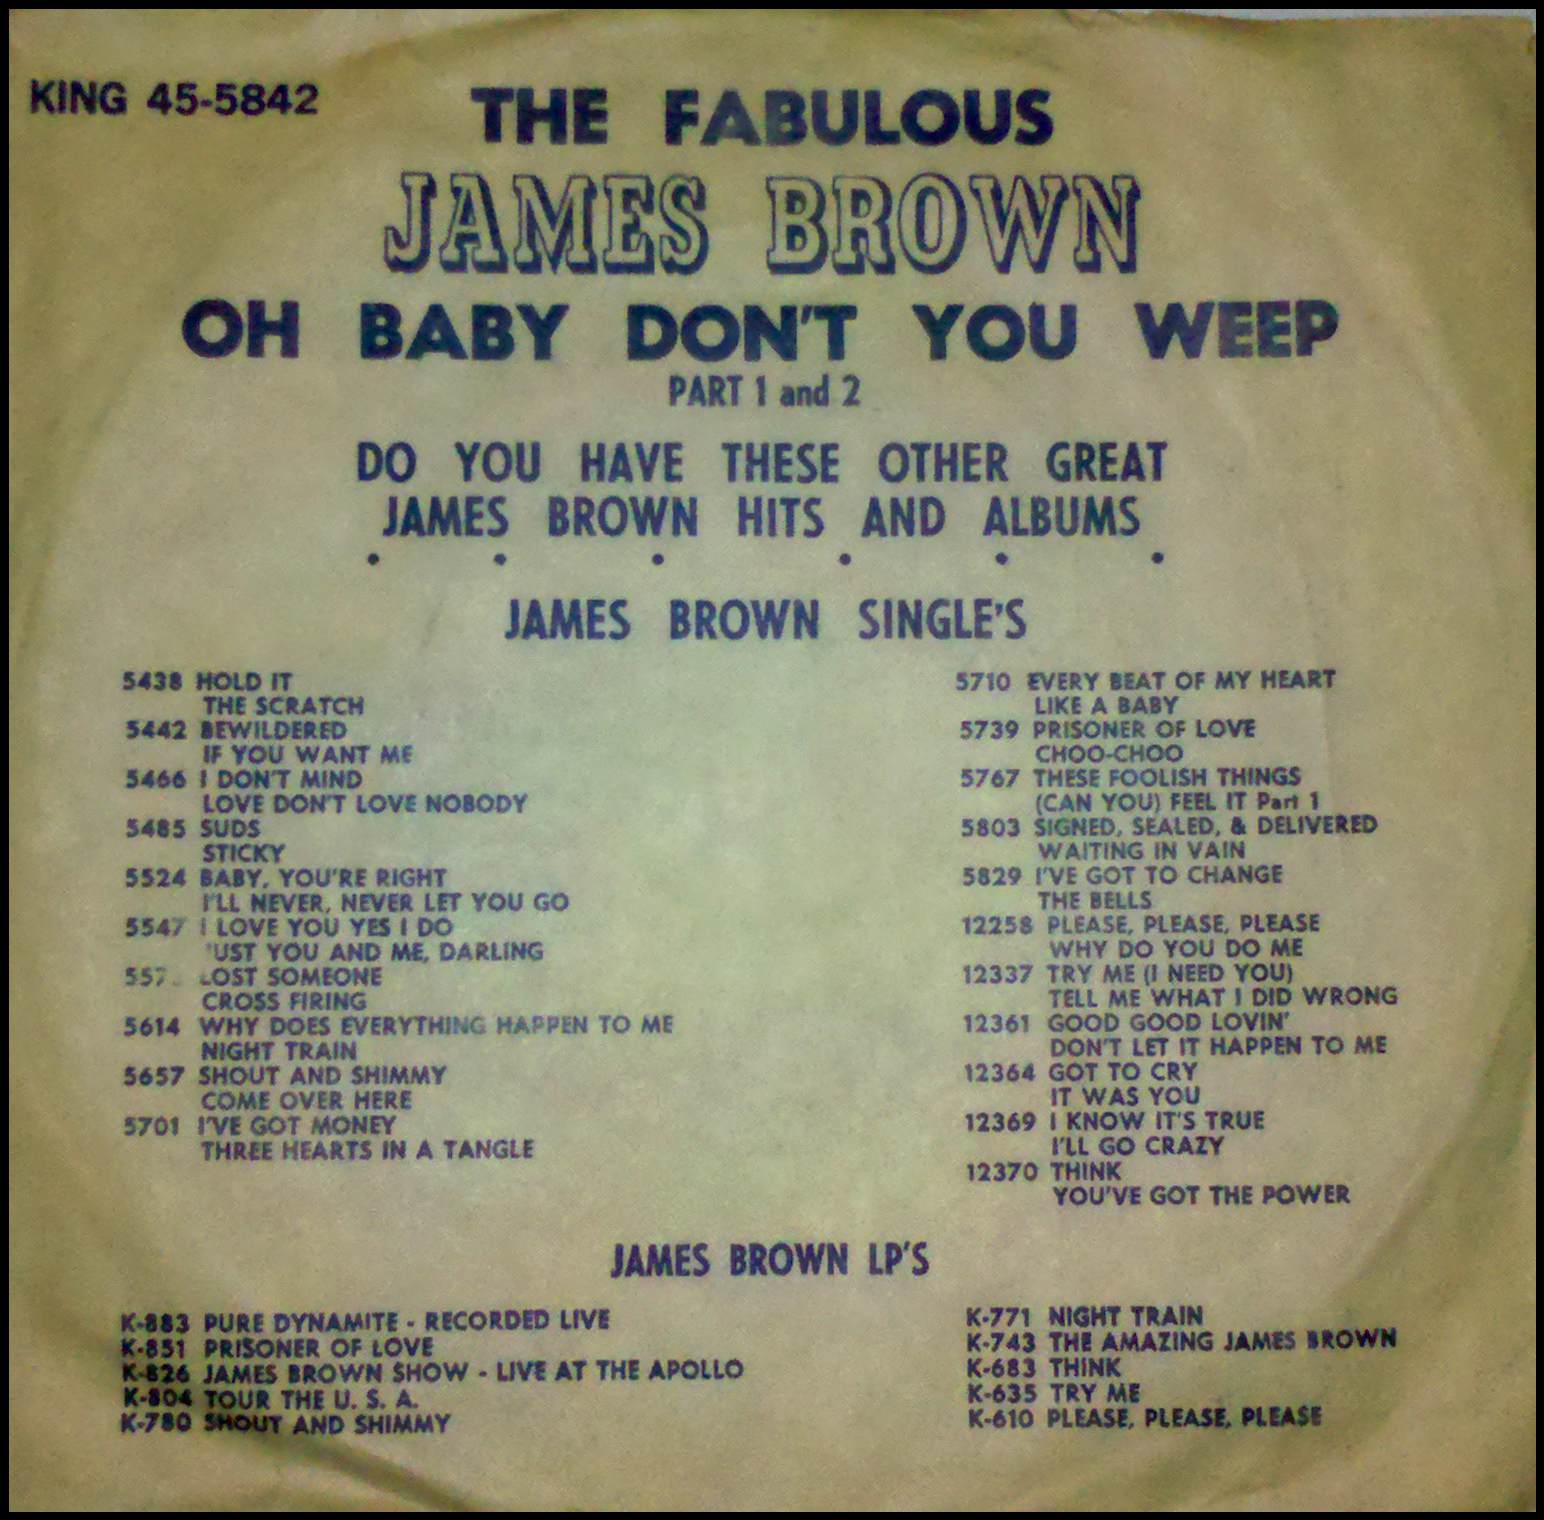 KING 45-5842
THE FABULOUS
JAMES BROWN
OH BABY DON'T YOU WEEP
PART 1 and 2
DO YOU HAVE THESE OTHER GREAT
JAMES BROWN HITS AND ALBUMS
JAMES BROWN SINGLE'S
5438 HOLD IT
THE SCRATCH
5442 BEWILDERED
IF YOU WANT ME
5466 I DON'T MIND
LOVE DON'T LOVE NOBODY
5485 SUDS
STICKY
5524 BABY, YOU'RE RIGHT
I'LL NEVER, NEVER LET YOU GO
5547 I LOVE YOU YES I DO
YOU AND ME, DARLING
LOST SOMEONE
CROSS FIRING
5614 WHY DOES EVERYTHING HAPPEN TO ME
NIGHT TRAIN
5657 SHOUT AND SHIMMY
COME OVER HERE
5701 I'VE GOT MONEY
THREE HEARTS IN A TANGLE
5710 EVERY BEAT OF MY HEART
LIKE A BABY
5739 PRISONER OF LOVE
CHOO-CHOO
5767 THESE FOOLISH THINGS
(CAN YOU) FEEL IT Part 1
5803 SIGNED, SEALED, & DELIVERED
WAITING IN VAIN
5829 I'VE GOT TO CHANGE
THE BELLS
12258 PLEASE, PLEASE, PLEASE
WHY DO YOU DO ME
12337 TRY ME (I NEED YOU)
TELL ME WHAT I DID WRONG
12361 GOOD GOOD LOVIN'
DON'T LET IT HAPPEN TO ME
12364 GOT TO CRY
IT WAS YOU
12369 I KNOW IT'S TRUE
I'LL GO CRAZY
12370 THINK
YOU'VE GOT THE POWER
JAMES BROWN LP'S
K-883 PURE DYNAMITE - RECORDED LIVE
K-851 PRISONER OF LOVE
K-826 JAMES BROWN SHOW - LIVE AT THE APOLLO
K-804 TOUR THE U. S. A.
K-780 SHOUT AND SHIMMY
K-771 NIGHT TRAIN
K-743 THE AMAZING JAMES BROWN
K-683 THINK
K-635 TRY ME
K-610 PLEASE, PLEASE, PLEASE